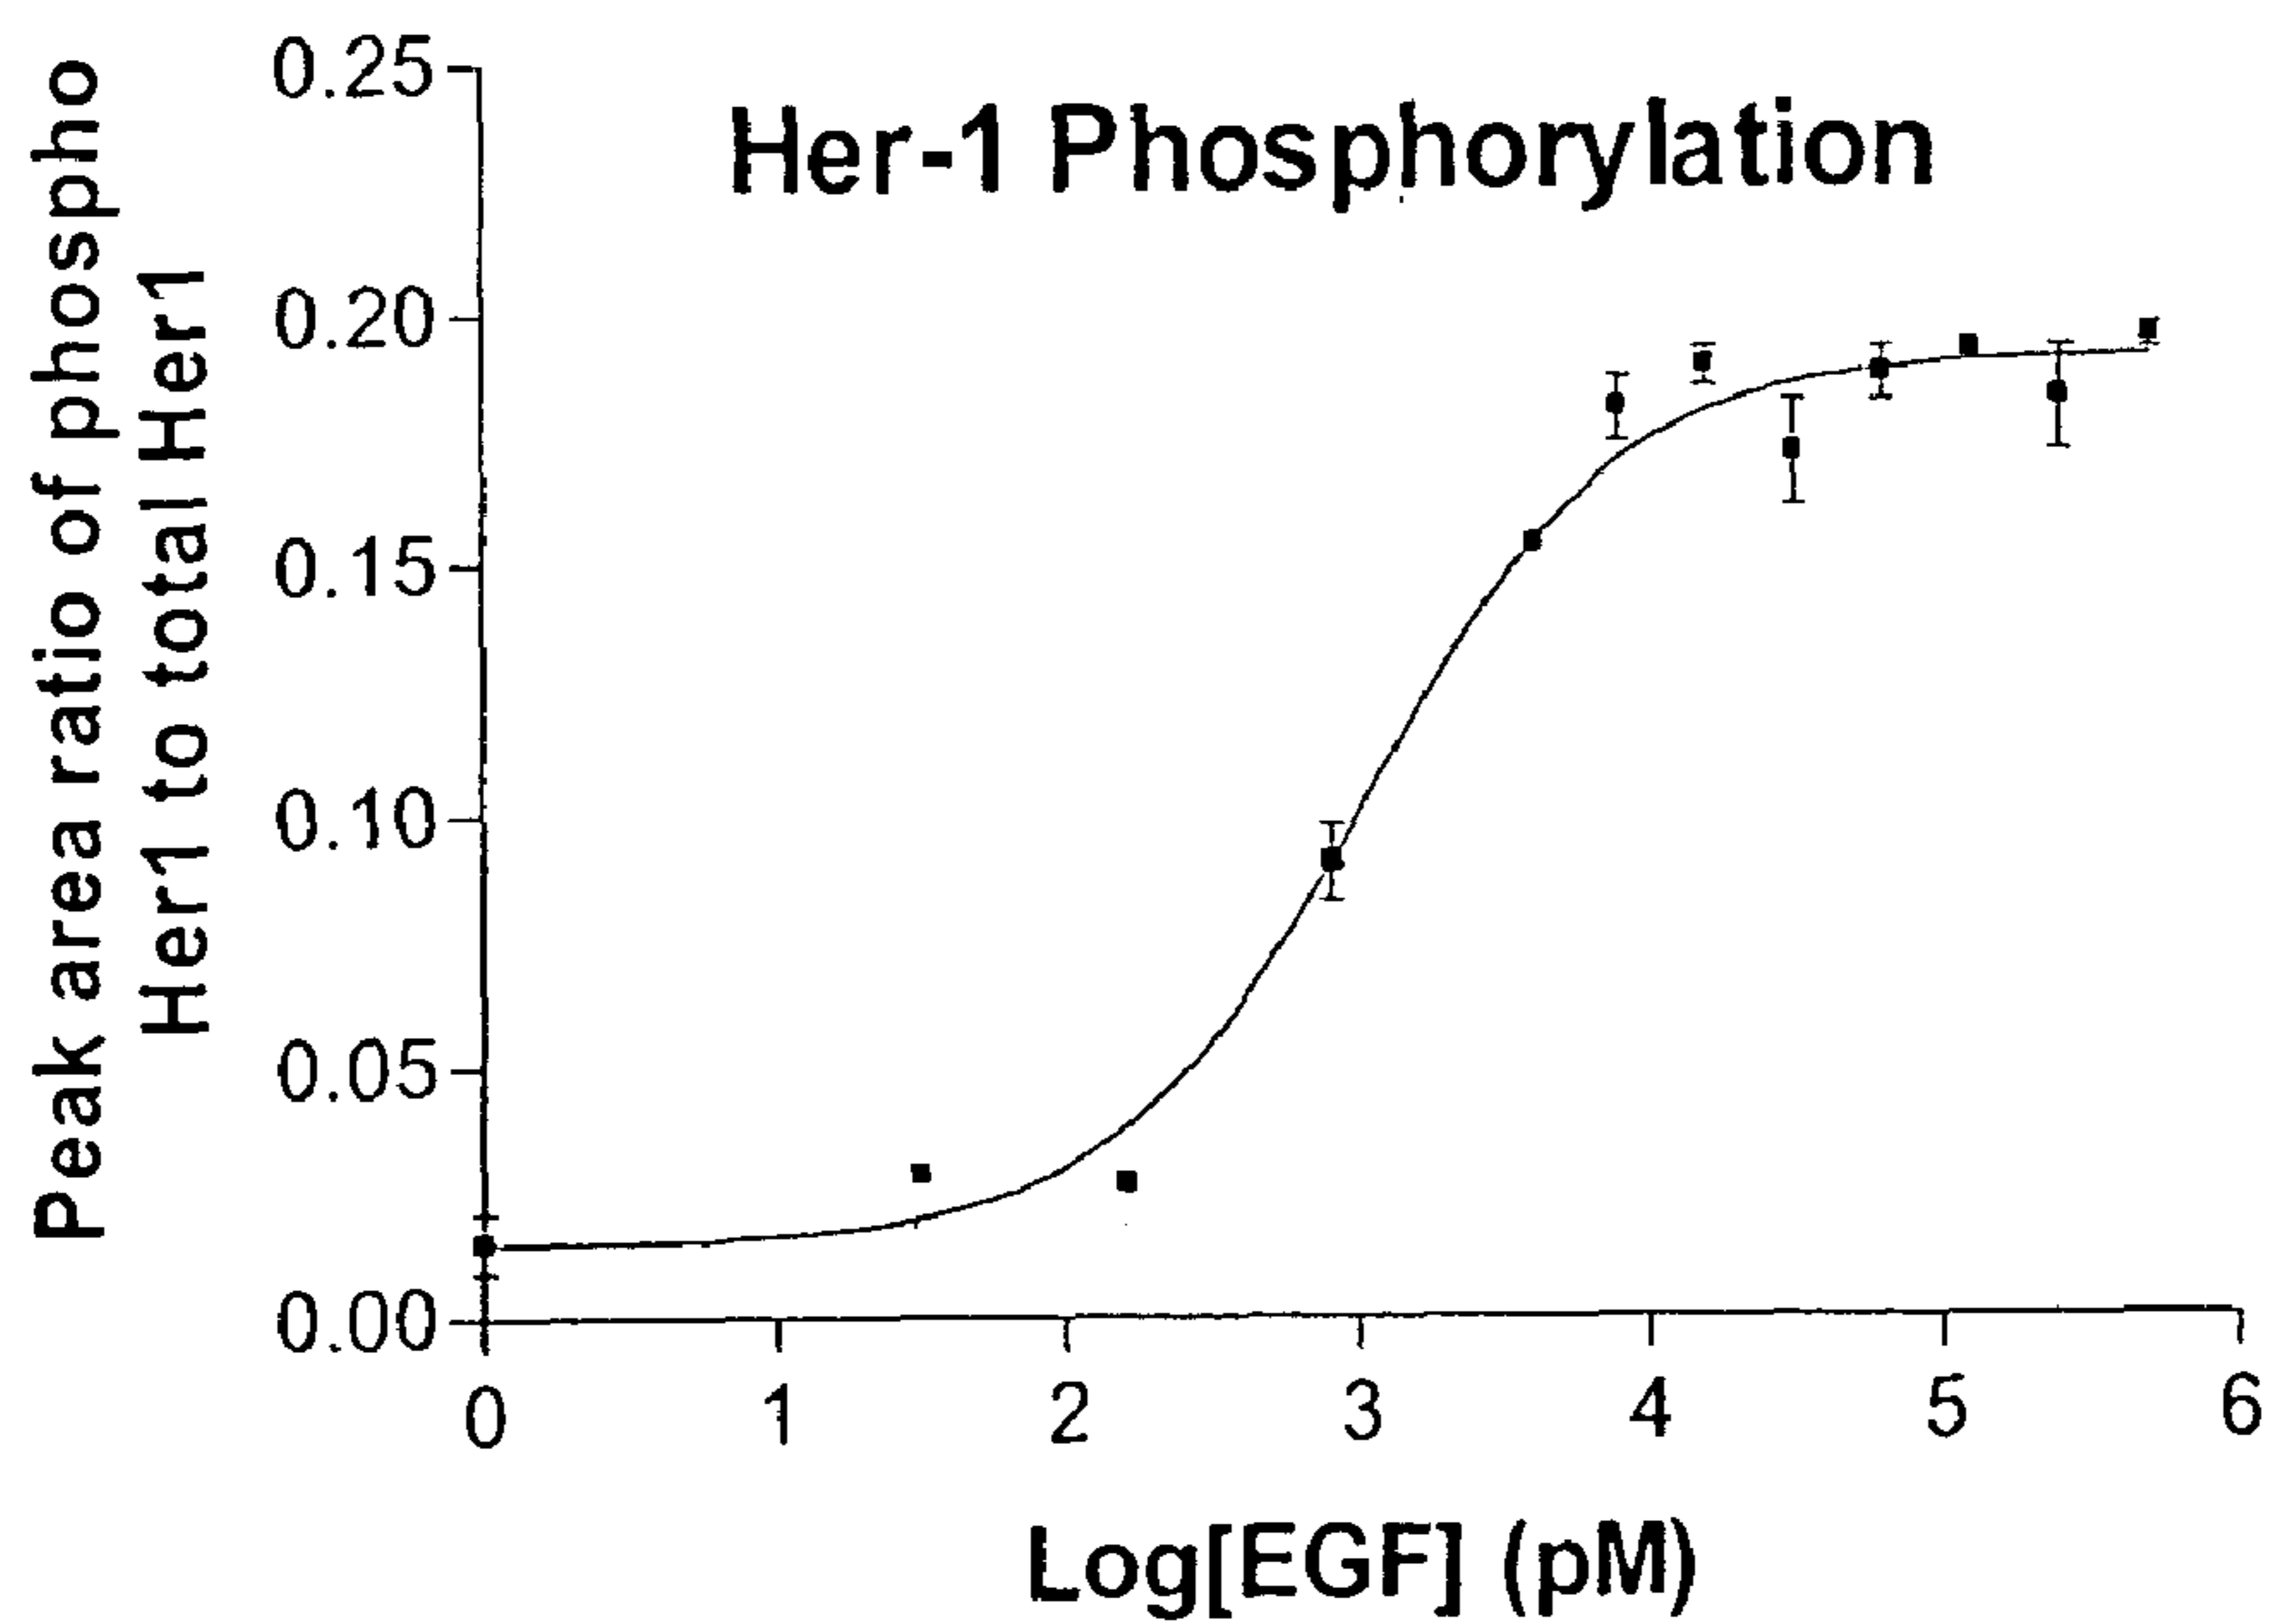 Her-1 Phosphorylation
Peak area ratio of phospho
Her1 to total Her1
0.25
0.20
0.15
0.10
0.05
0.00
0 1 2 3 4 5 6
Log[EGF] (pM)